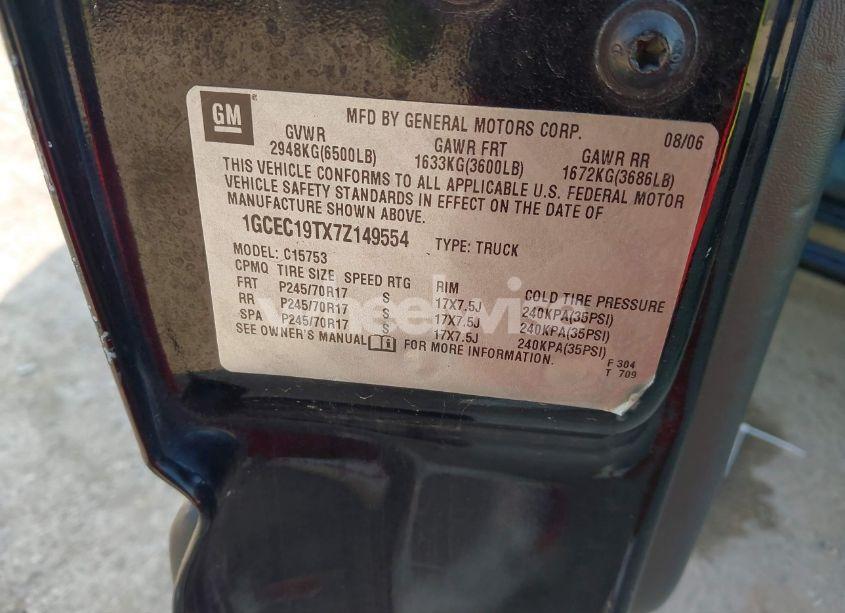 GM
MFD BY GENERAL MOTORS CORP. 08/06
GVWR GAWR FRT GAWR RR
2948KG(6500LB) 1633KG(3600LB) 1672KG(3686LB)
THIS VEHICLE CONFORMS TO ALL APPLICABLE U.S. FEDERAL MOTOR
VEHICLE SAFETY STANDARDS IN EFFECT ON THE DATE OF
MANUFACTURE SHOWN ABOVE.
1GCEC19TX7Z149554 TYPE: TRUCK
MODEL: C15753
CPMQ TIRE SIZE SPEED RTG RIM COLD TIRE PRESSURE
FRT P245/70R17 S 17X7.5J 240KPA(35PSI)
RR P245/70R17 S 17X7.5J 240KPA(35PSI)
SPA P245/70R17 S 17X7.5J 240KPA(35PSI)
SEE OWNER'S MANUAL FOR MORE INFORMATION.
F 304
T 709